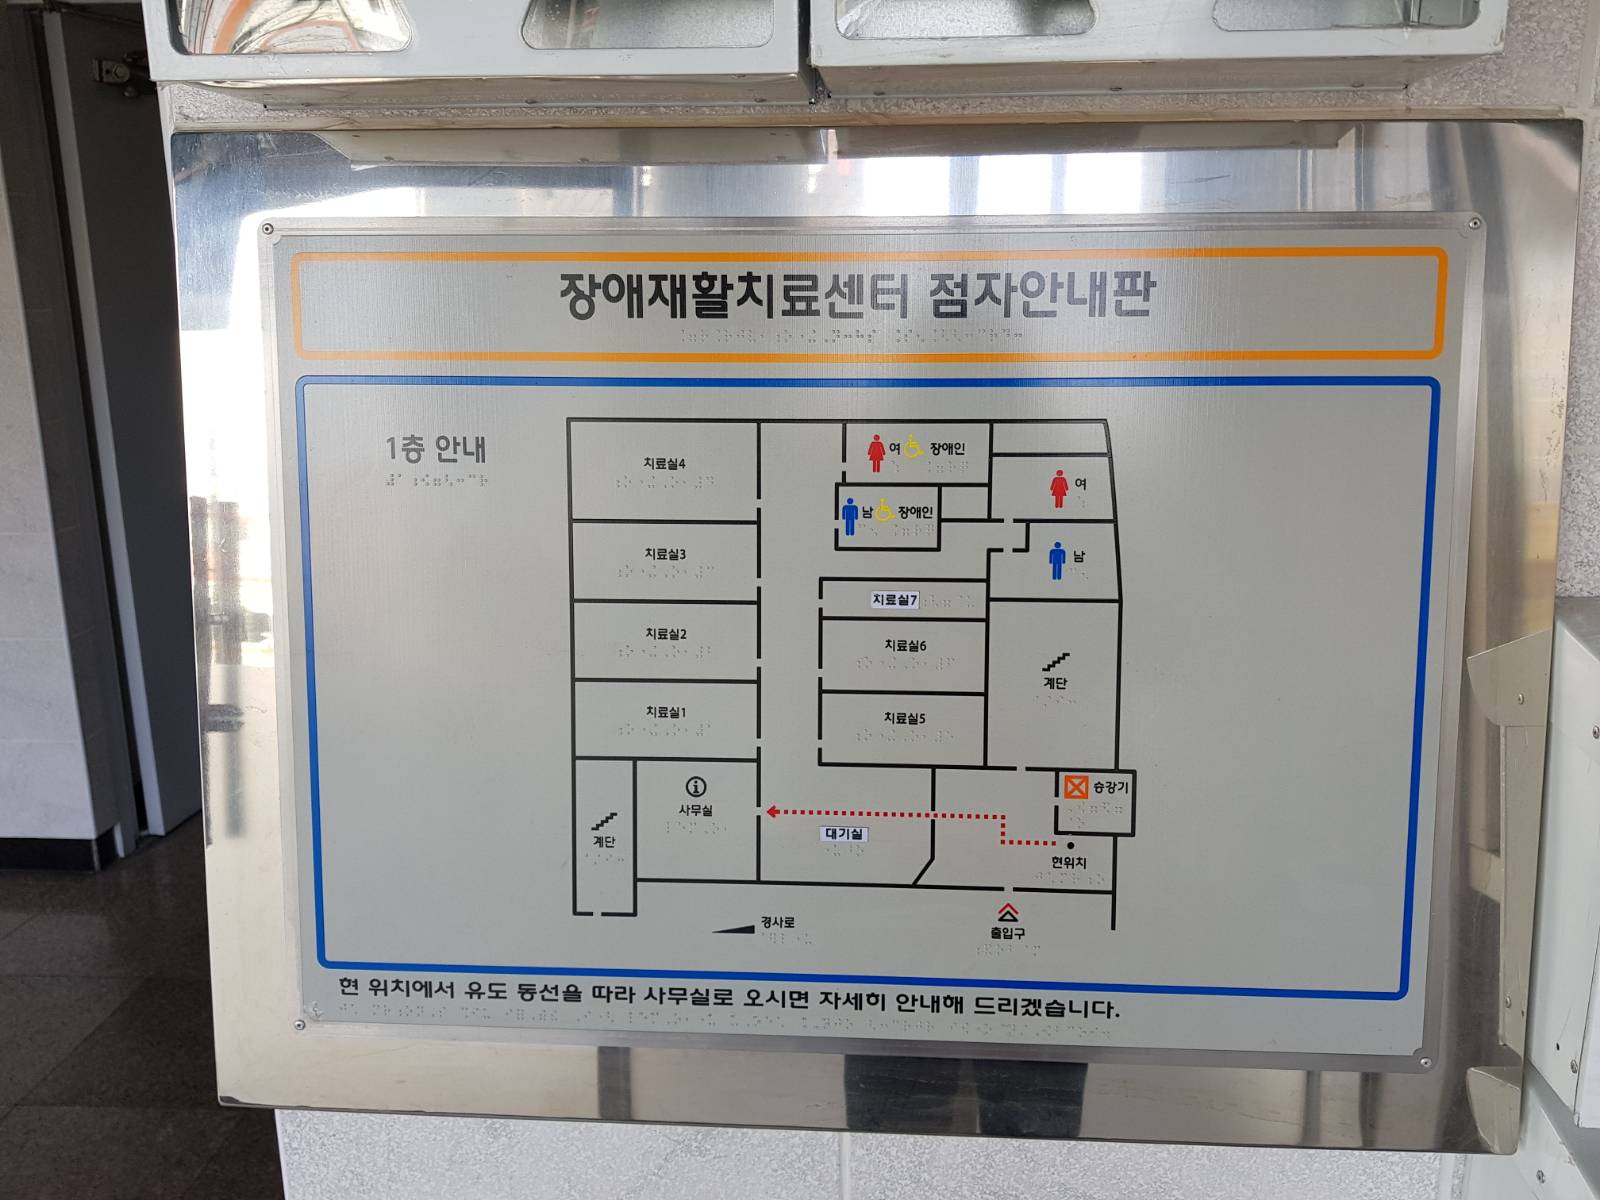 장애재활치료센터 점자안내판
1층 안내
치료실4
여 장애인
여
남 장애인
치료실3
남
치료실7
치료실2
치료실6
계단
치료실1
치료실5
사무실
승강기
대기실
계단
현위치
경사로
출입구
현 위치에서 유도 동선을 따라 사무실로 오시면 자세히 안내해 드리겠습니다.